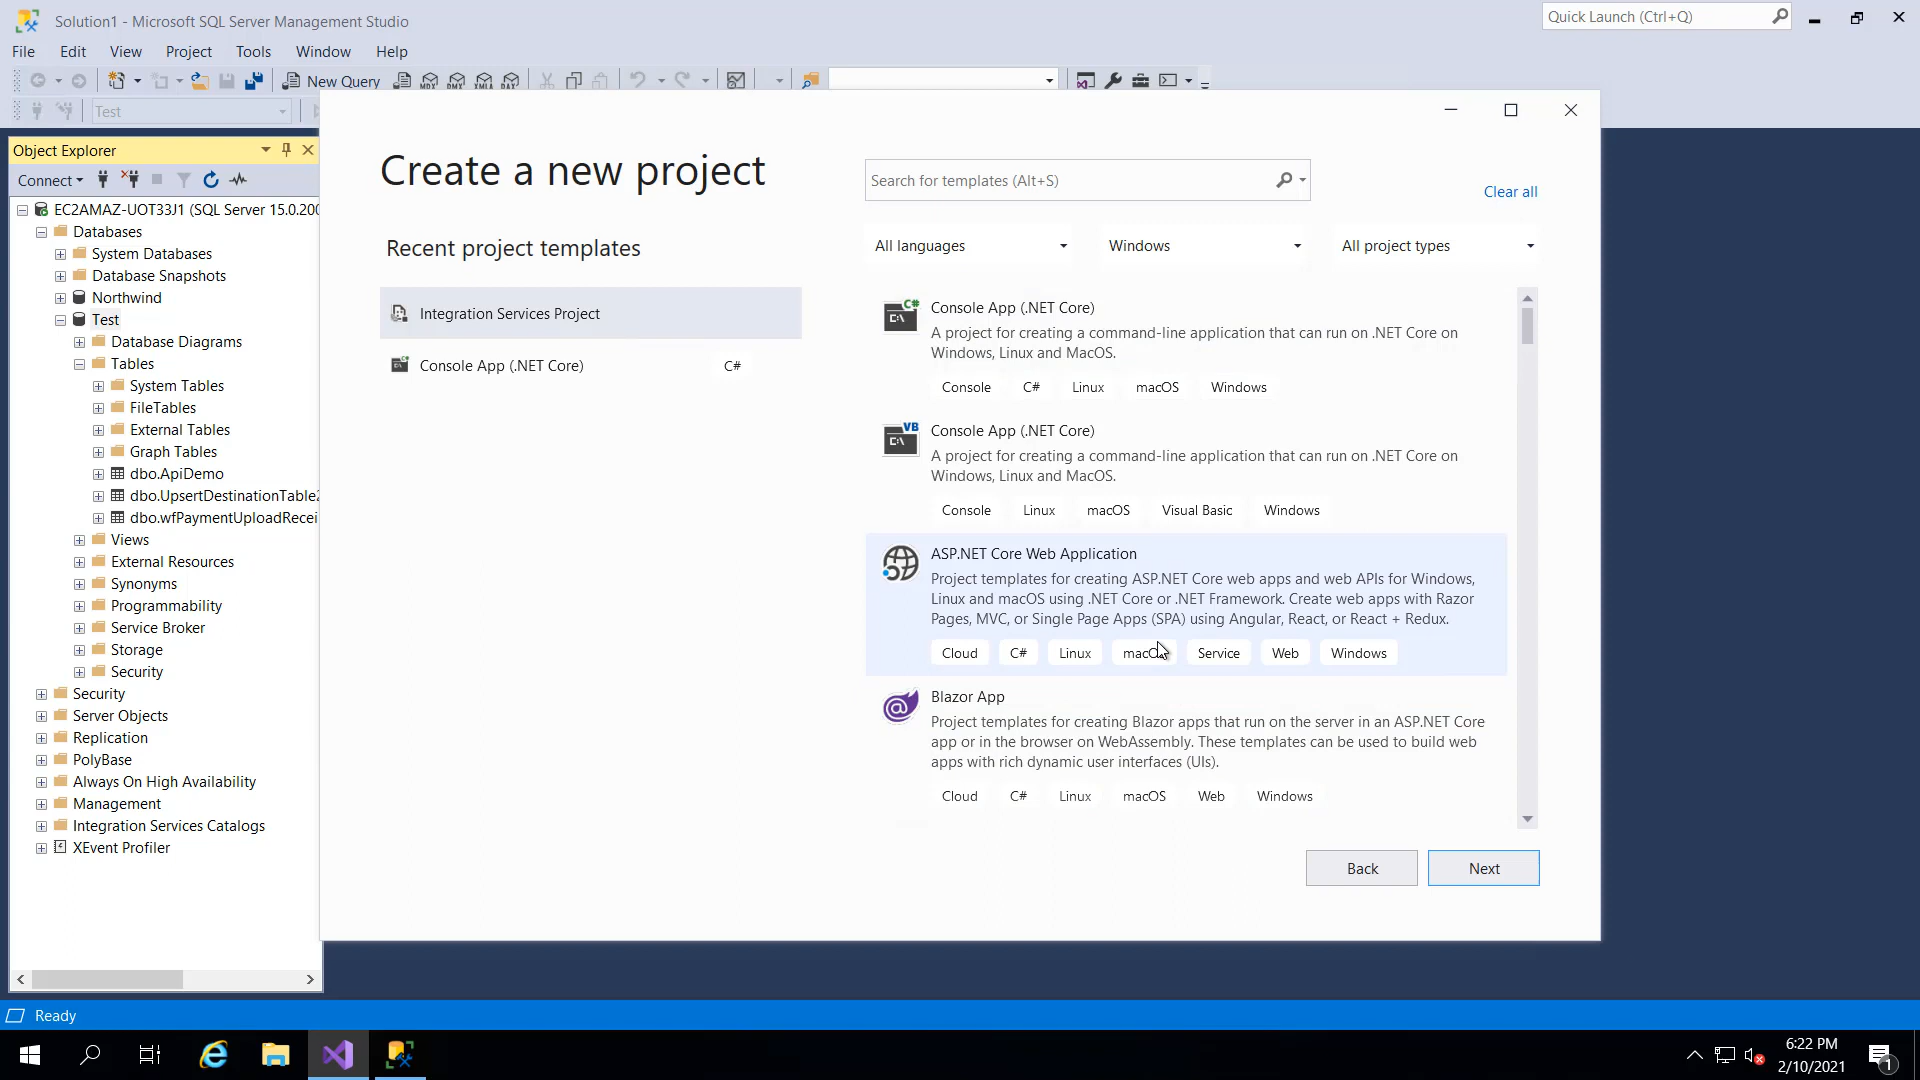 Solution1 - Microsoft SQL Server Management Studio
Quick Launch (Ctrl+Q)
File Edit View Project Tools Window Help
New Query
Test
Object Explorer
Connect
EC2AMAZ-UOT33J1 (SQL Server 15.0.200
Databases
System Databases
Database Snapshots
Northwind
Test
Database Diagrams
Tables
System Tables
FileTables
External Tables
Graph Tables
dbo.ApiDemo
dbo.UpsertDestinationTable2
dbo.wfPaymentUploadRecei
Views
External Resources
Synonyms
Programmability
Service Broker
Storage
Security
Security
Server Objects
Replication
PolyBase
Always On High Availability
Management
Integration Services Catalogs
XEvent Profiler
Create a new project
Recent project templates
Integration Services Project
Console App (.NET Core) C#
Search for templates (Alt+S)
Clear all
All languages Windows All project types
C#
Console App (.NET Core)
A project for creating a command-line application that can run on .NET Core on
Windows, Linux and MacOS.
Console C# Linux macOS Windows
VB
Console App (.NET Core)
A project for creating a command-line application that can run on .NET Core on
Windows, Linux and MacOS.
Console Linux macOS Visual Basic Windows
ASP.NET Core Web Application
Project templates for creating ASP.NET Core web apps and web APIs for Windows,
Linux and macOS using .NET Core or .NET Framework. Create web apps with Razor
Pages, MVC, or Single Page Apps (SPA) using Angular, React, or React + Redux.
Cloud C# Linux macOS Service Web Windows
Blazor App
Project templates for creating Blazor apps that run on the server in an ASP.NET Core
app or in the browser on WebAssembly. These templates can be used to build web
apps with rich dynamic user interfaces (UIs).
Cloud C# Linux macOS Web Windows
Back Next
Ready
6:22 PM
2/10/2021
1